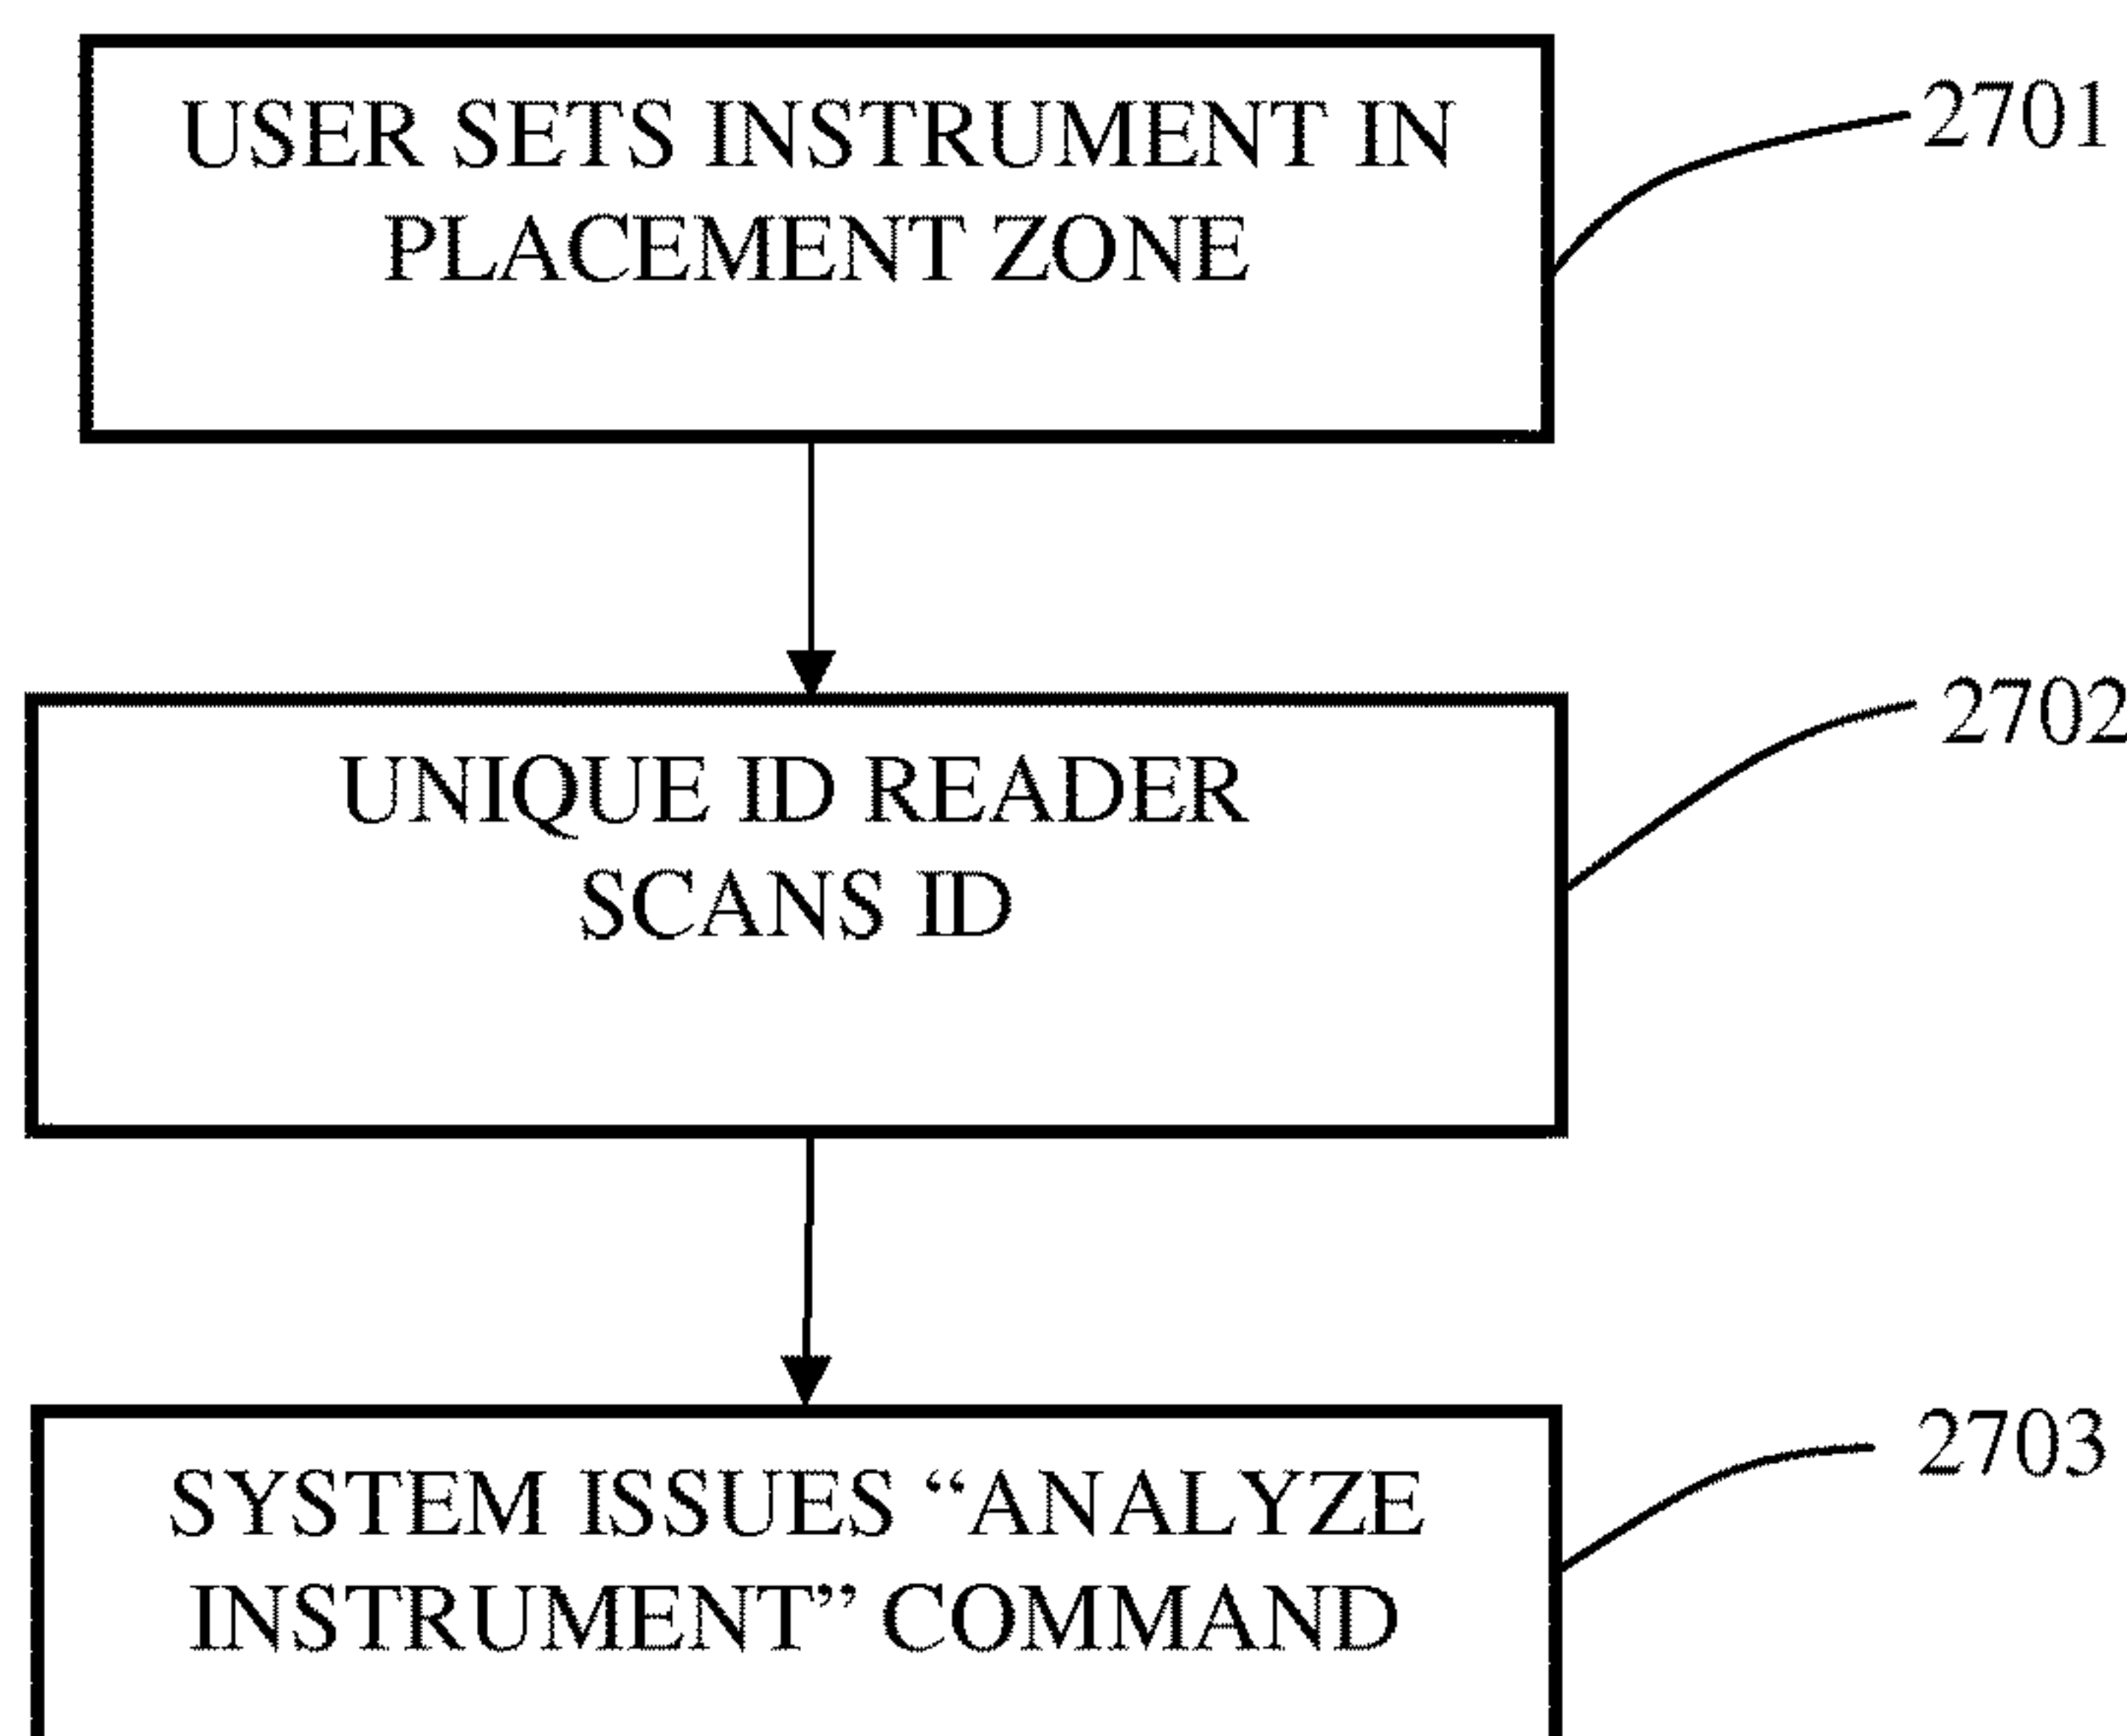 USER SETS INSTRUMENT IN
PLACEMENT ZONE
2701
UNIQUE ID READER
SCANS ID
2702
SYSTEM ISSUES “ANALYZE
INSTRUMENT” COMMAND
2703